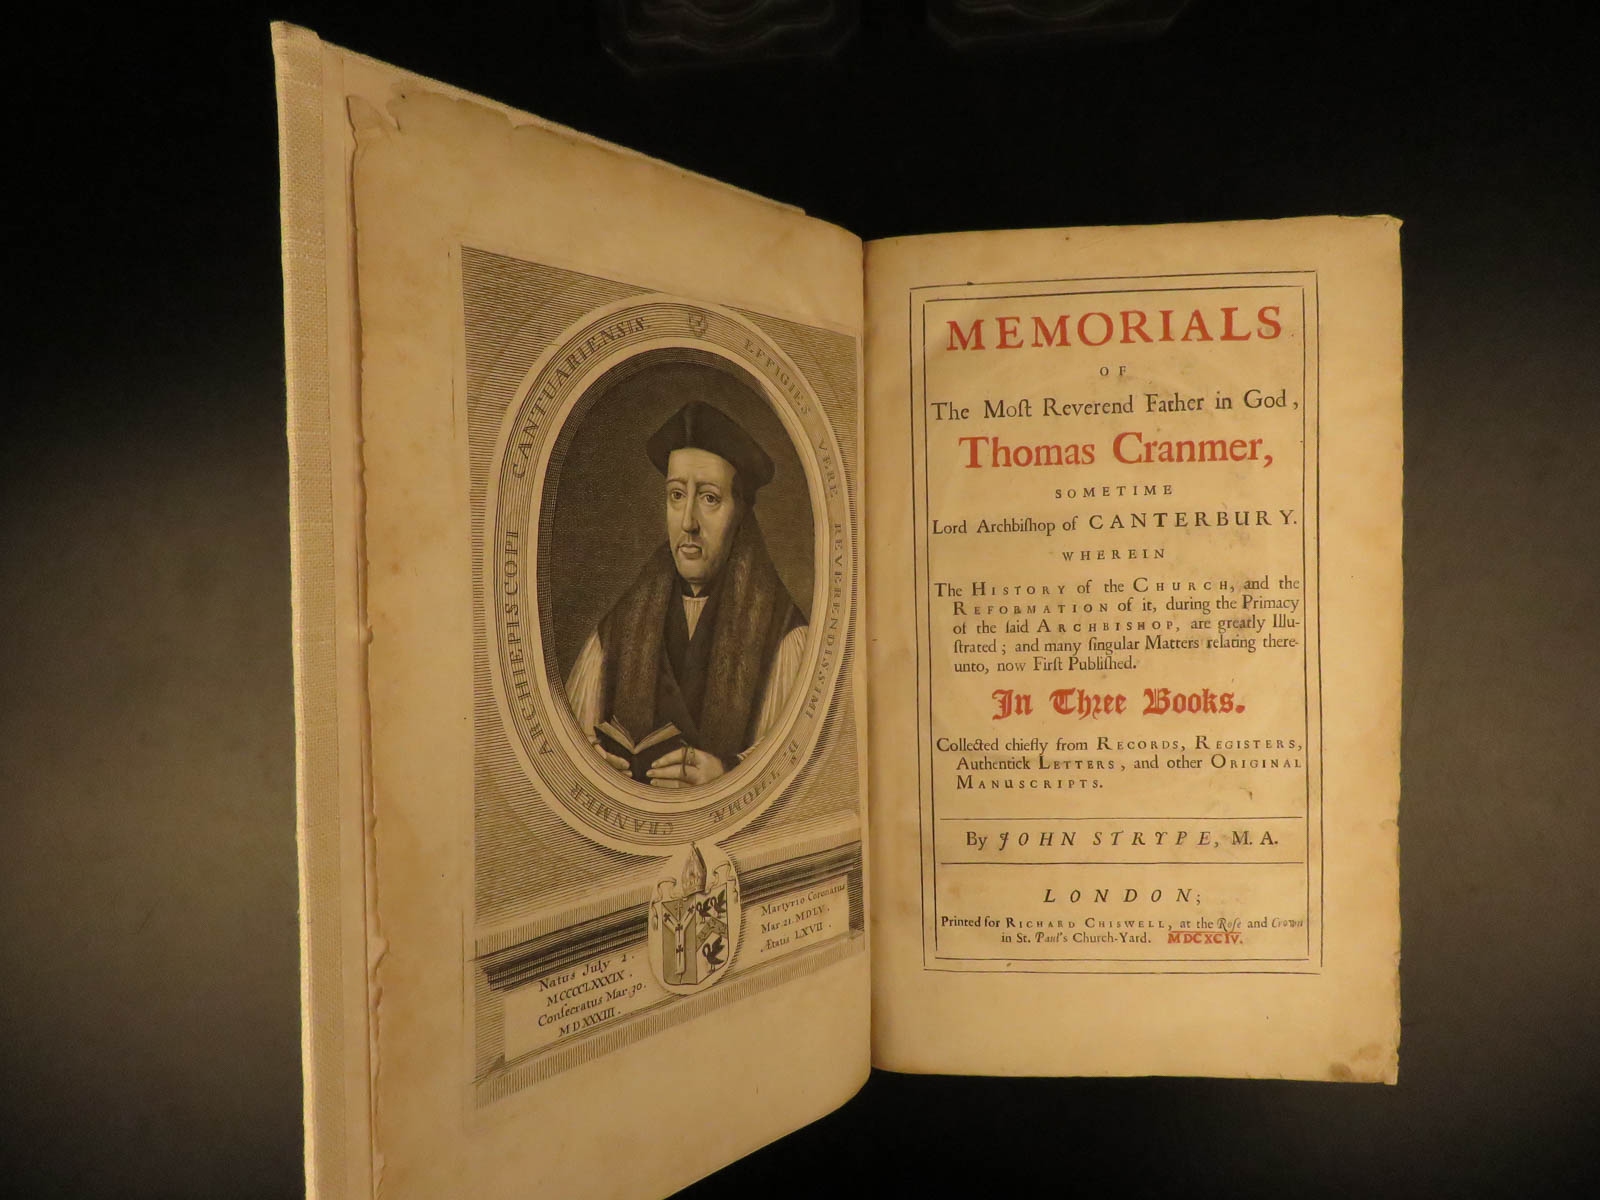 EFFIGIES VERE REVERENDISSIMI D. THOMÆ CRANMER ARCHIEPISCOPI CANTUARIENSIS.
Natus July 2.
MCCCCLXXXIX.
Conſecratus Mar. 30.
MDXXXIII.
Martyrio Coronatus
Mar. 21. MDLV.
Ætatis LXVII.
MEMORIALS
OF
The Moſt Reverend Father in God,
Thomas Cranmer,
SOMETIME
Lord Archbiſhop of CANTERBURY.
WHEREIN
The HISTORY of the CHURCH, and the
REFORMATION of it, during the Primacy
of the ſaid ARCHBISHOP, are greatly Illu-
ſtrated; and many ſingular Matters relating there-
unto, now Firſt Publiſhed.
In Three Books.
Collected chiefly from RECORDS, REGISTERS,
Authentick LETTERS, and other ORIGINAL
MANUSCRIPTS.
By JOHN STRYPE, M. A.
LONDON;
Printed for RICHARD CHISWELL, at the Roſe and Crown
in St. Paul's Church-Yard. MDCXCIV.